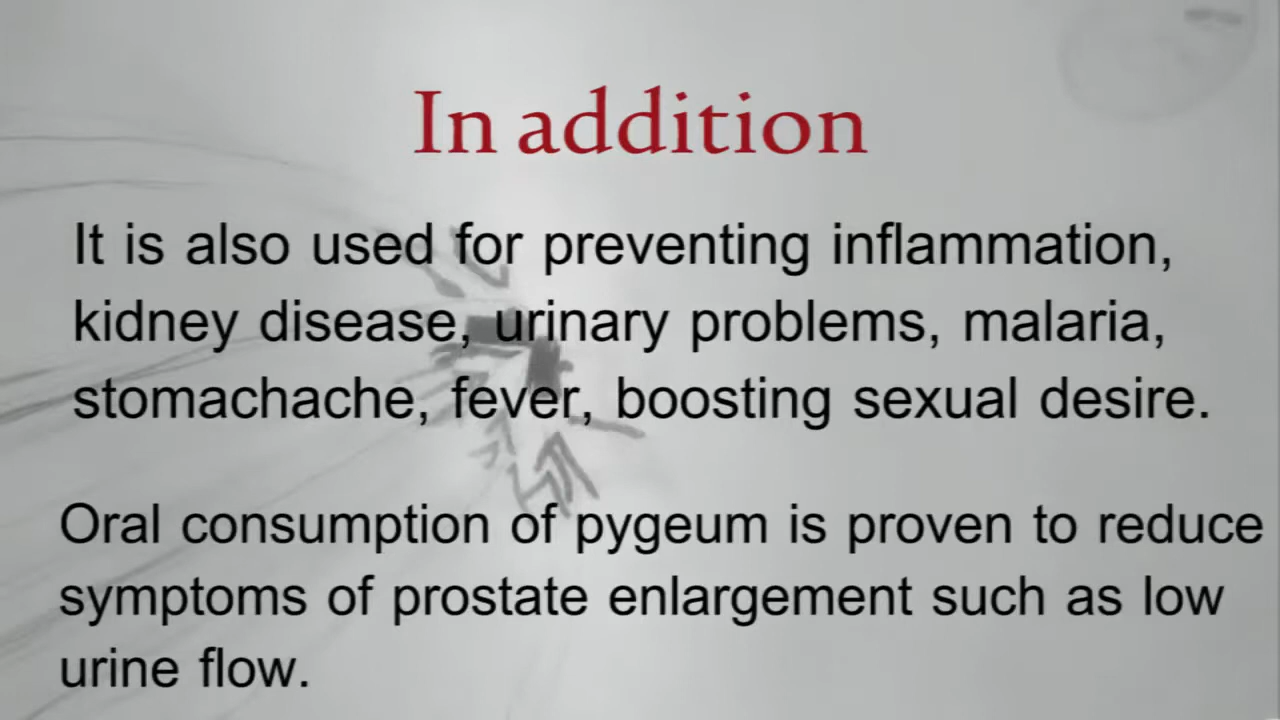 In addition
It is also used for preventing inflammation,
kidney disease, urinary problems, malaria,
stomachache, fever, boosting sexual desire.
Oral consumption of pygeum is proven to reduce
symptoms of prostate enlargement such as low
urine flow.